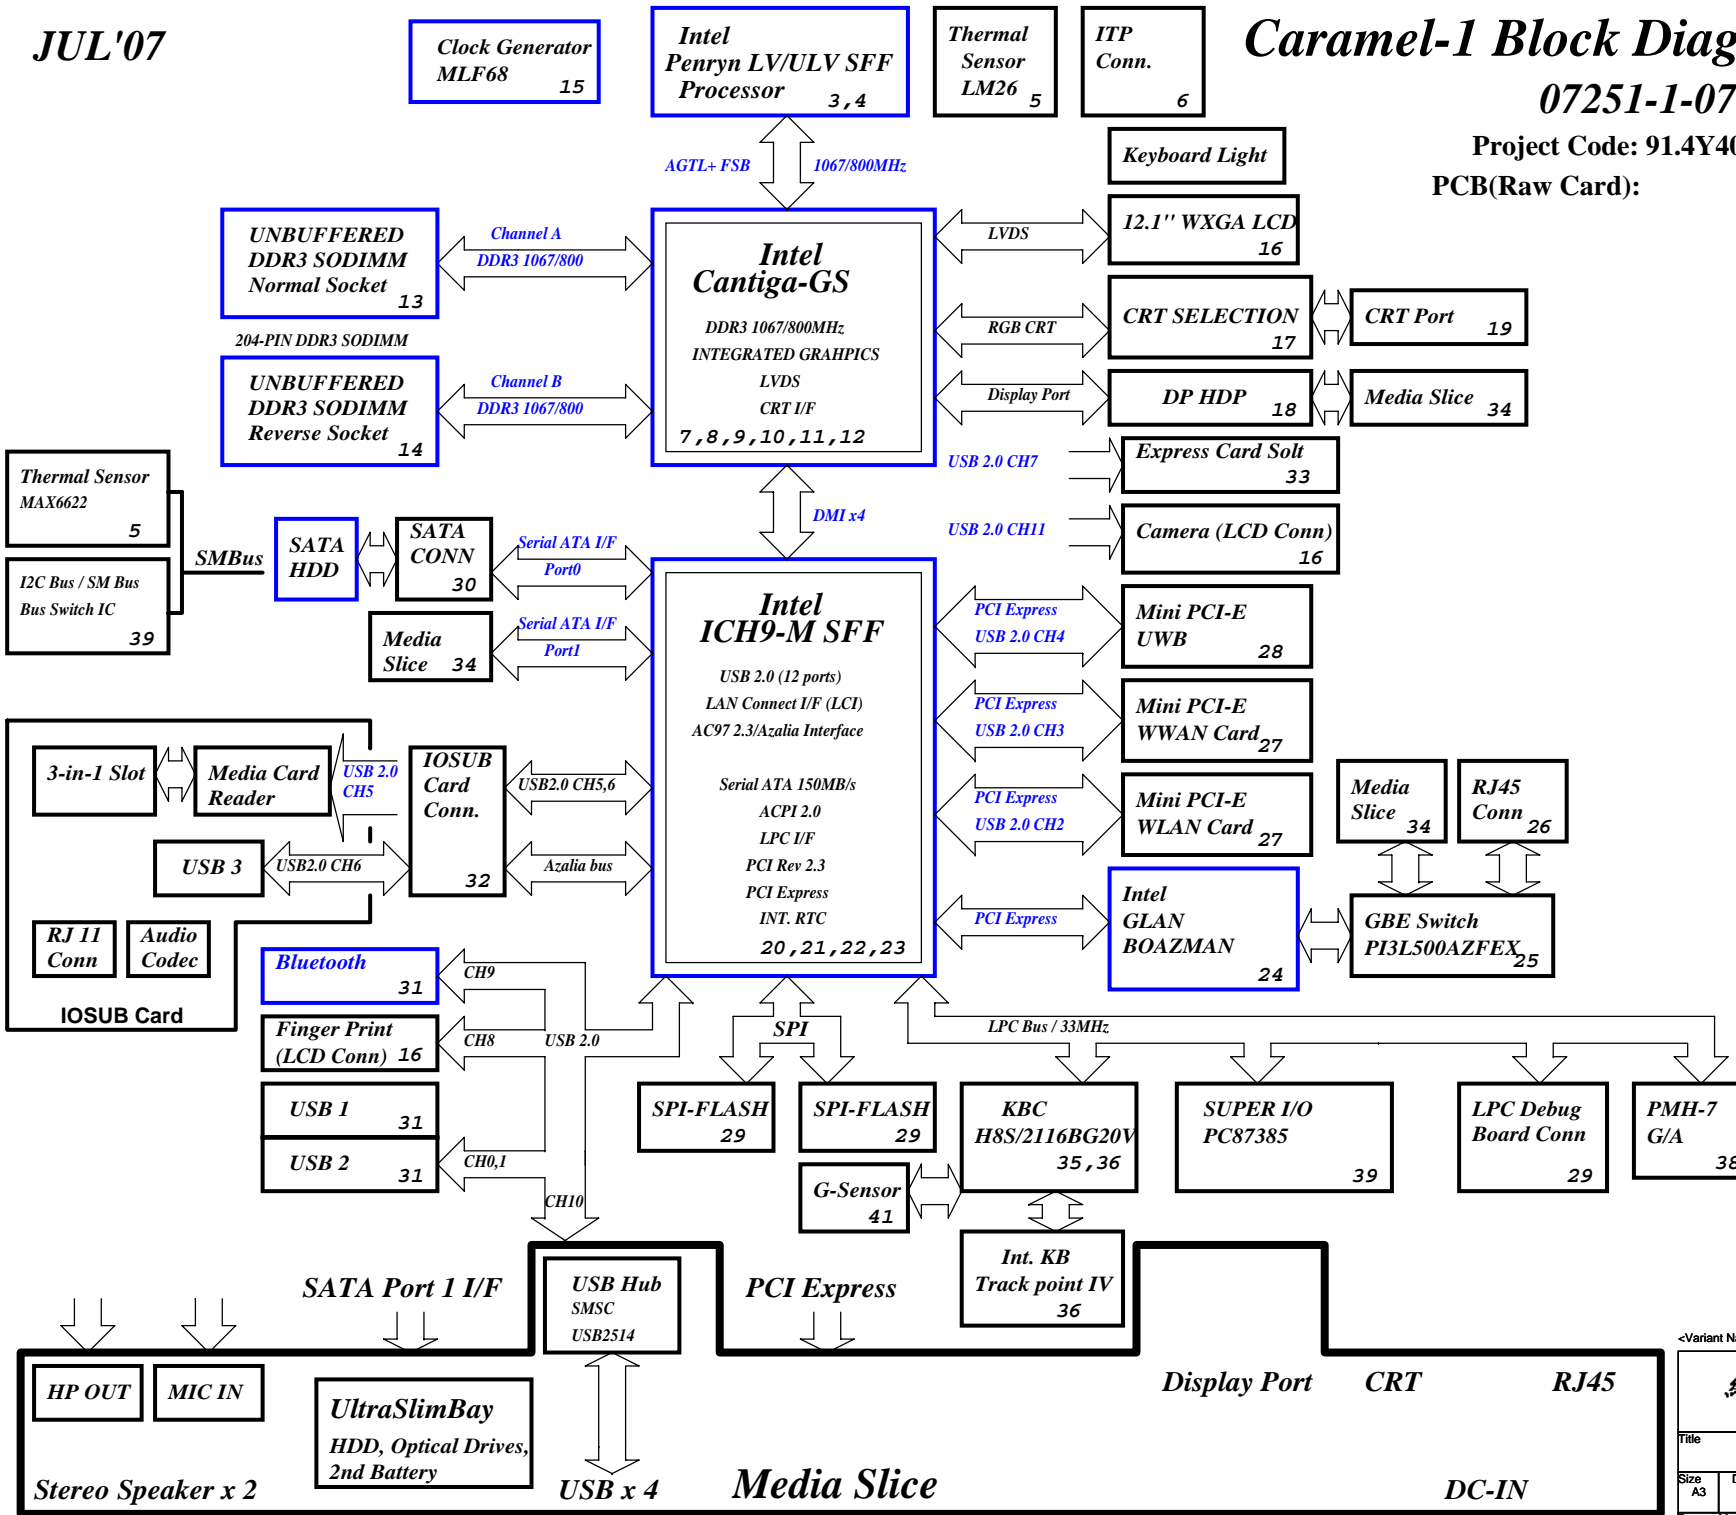 JUL'07
Caramel-1 Block Diag
07251-1-07
Project Code: 91.4Y40
PCB(Raw Card):
Clock Generator
MLF68
15
Intel
Penryn LV/ULV SFF
Processor
3,4
Thermal
Sensor
LM26
5
ITP
Conn.
6
AGTL+ FSB
1067/800MHz
Keyboard Light
UNBUFFERED
DDR3 SODIMM
Normal Socket
13
Channel A
DDR3 1067/800
204-PIN DDR3 SODIMM
UNBUFFERED
DDR3 SODIMM
Reverse Socket
14
Channel B
DDR3 1067/800
Intel
Cantiga-GS
DDR3 1067/800MHz
INTEGRATED GRAHPICS
LVDS
CRT I/F
7,8,9,10,11,12
LVDS
12.1" WXGA LCD
16
RGB CRT
CRT SELECTION
17
CRT Port
19
Display Port
DP HDP
18
Media Slice
34
USB 2.0 CH7
Express Card Solt
33
USB 2.0 CH11
Camera (LCD Conn)
16
DMI x4
Thermal Sensor
MAX6622
5
I2C Bus / SM Bus
Bus Switch IC
39
SMBus
SATA
HDD
SATA
CONN
30
Serial ATA I/F
Port0
Media
Slice
34
Serial ATA I/F
Port1
Intel
ICH9-M SFF
USB 2.0 (12 ports)
LAN Connect I/F (LCI)
AC97 2.3/Azalia Interface
Serial ATA 150MB/s
ACPI 2.0
LPC I/F
PCI Rev 2.3
PCI Express
INT. RTC
20,21,22,23
PCI Express
USB 2.0 CH4
Mini PCI-E
UWB
28
PCI Express
USB 2.0 CH3
Mini PCI-E
WWAN Card
27
PCI Express
USB 2.0 CH2
Mini PCI-E
WLAN Card
27
Media
Slice
34
RJ45
Conn
26
PCI Express
Intel
GLAN
BOAZMAN
24
GBE Switch
PI3L500AZFEX
25
3-in-1 Slot
Media Card
Reader
USB 2.0
CH5
IOSUB
Card
Conn.
32
USB2.0 CH5,6
USB 3
USB2.0 CH6
Azalia bus
RJ 11
Conn
Audio
Codec
IOSUB Card
Bluetooth
31
CH9
Finger Print
(LCD Conn)
16
CH8
USB 2.0
USB 1
31
USB 2
31
CH0,1
CH10
SPI
LPC Bus / 33MHz
SPI-FLASH
29
SPI-FLASH
29
KBC
H8S/2116BG20V
35,36
SUPER I/O
PC87385
39
LPC Debug
Board Conn
29
PMH-7
G/A
38
G-Sensor
41
Int. KB
Track point IV
36
SATA Port 1 I/F
USB Hub
SMSC
USB2514
PCI Express
HP OUT
MIC IN
UltraSlimBay
HDD, Optical Drives,
2nd Battery
Display Port
CRT
RJ45
Stereo Speaker x 2
USB x 4
Media Slice
DC-IN
<Variant Na
Title
Size
A3
D